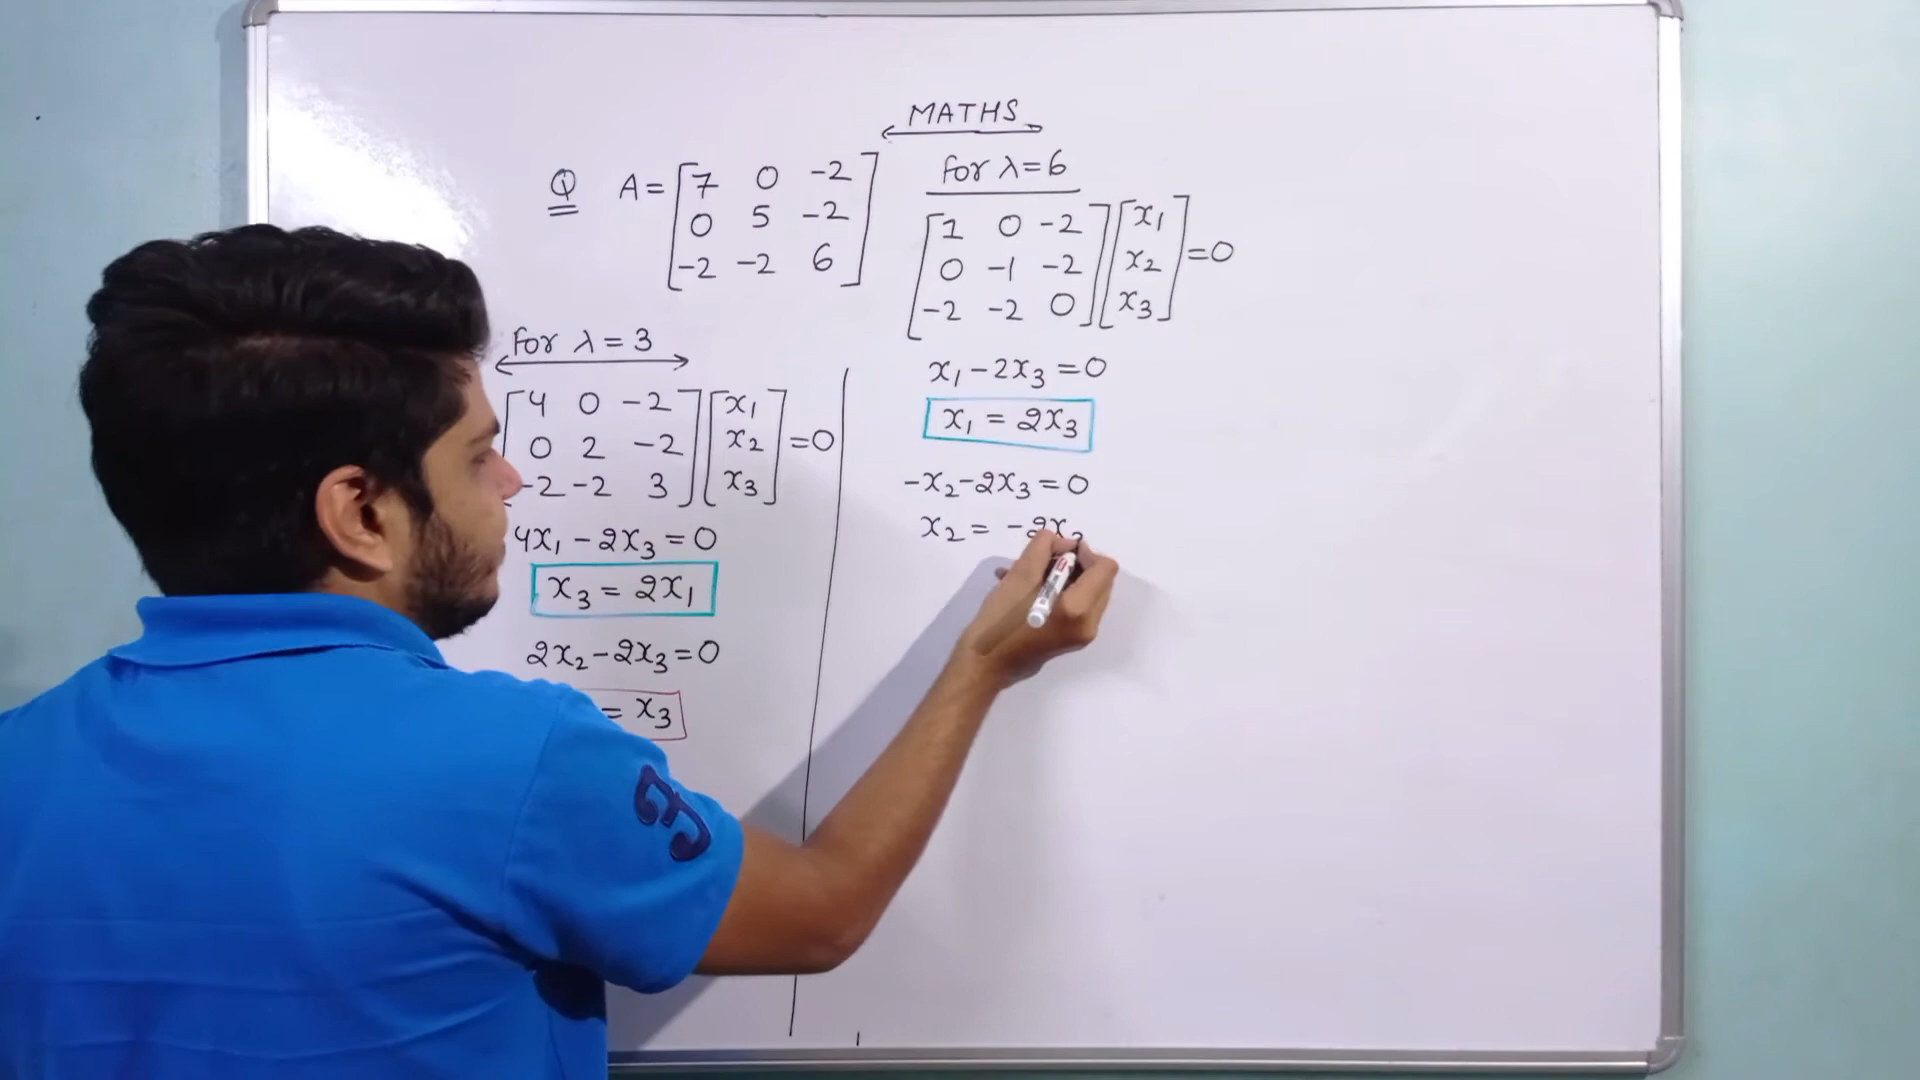 MATHS
Q A = [7 0 -2
0 5 -2
-2 -2 6]
For λ = 3
[4 0 -2
0 2 -2
-2 -2 3] [x1
x2
x3] = 0
4x1 - 2x3 = 0
x3 = 2x1
2x2 - 2x3 = 0
= x3
For λ = 6
[1 0 -2
0 -1 -2
-2 -2 0] [x1
x2
x3] = 0
x1 - 2x3 = 0
x1 = 2x3
-x2 - 2x3 = 0
x2 = -2x